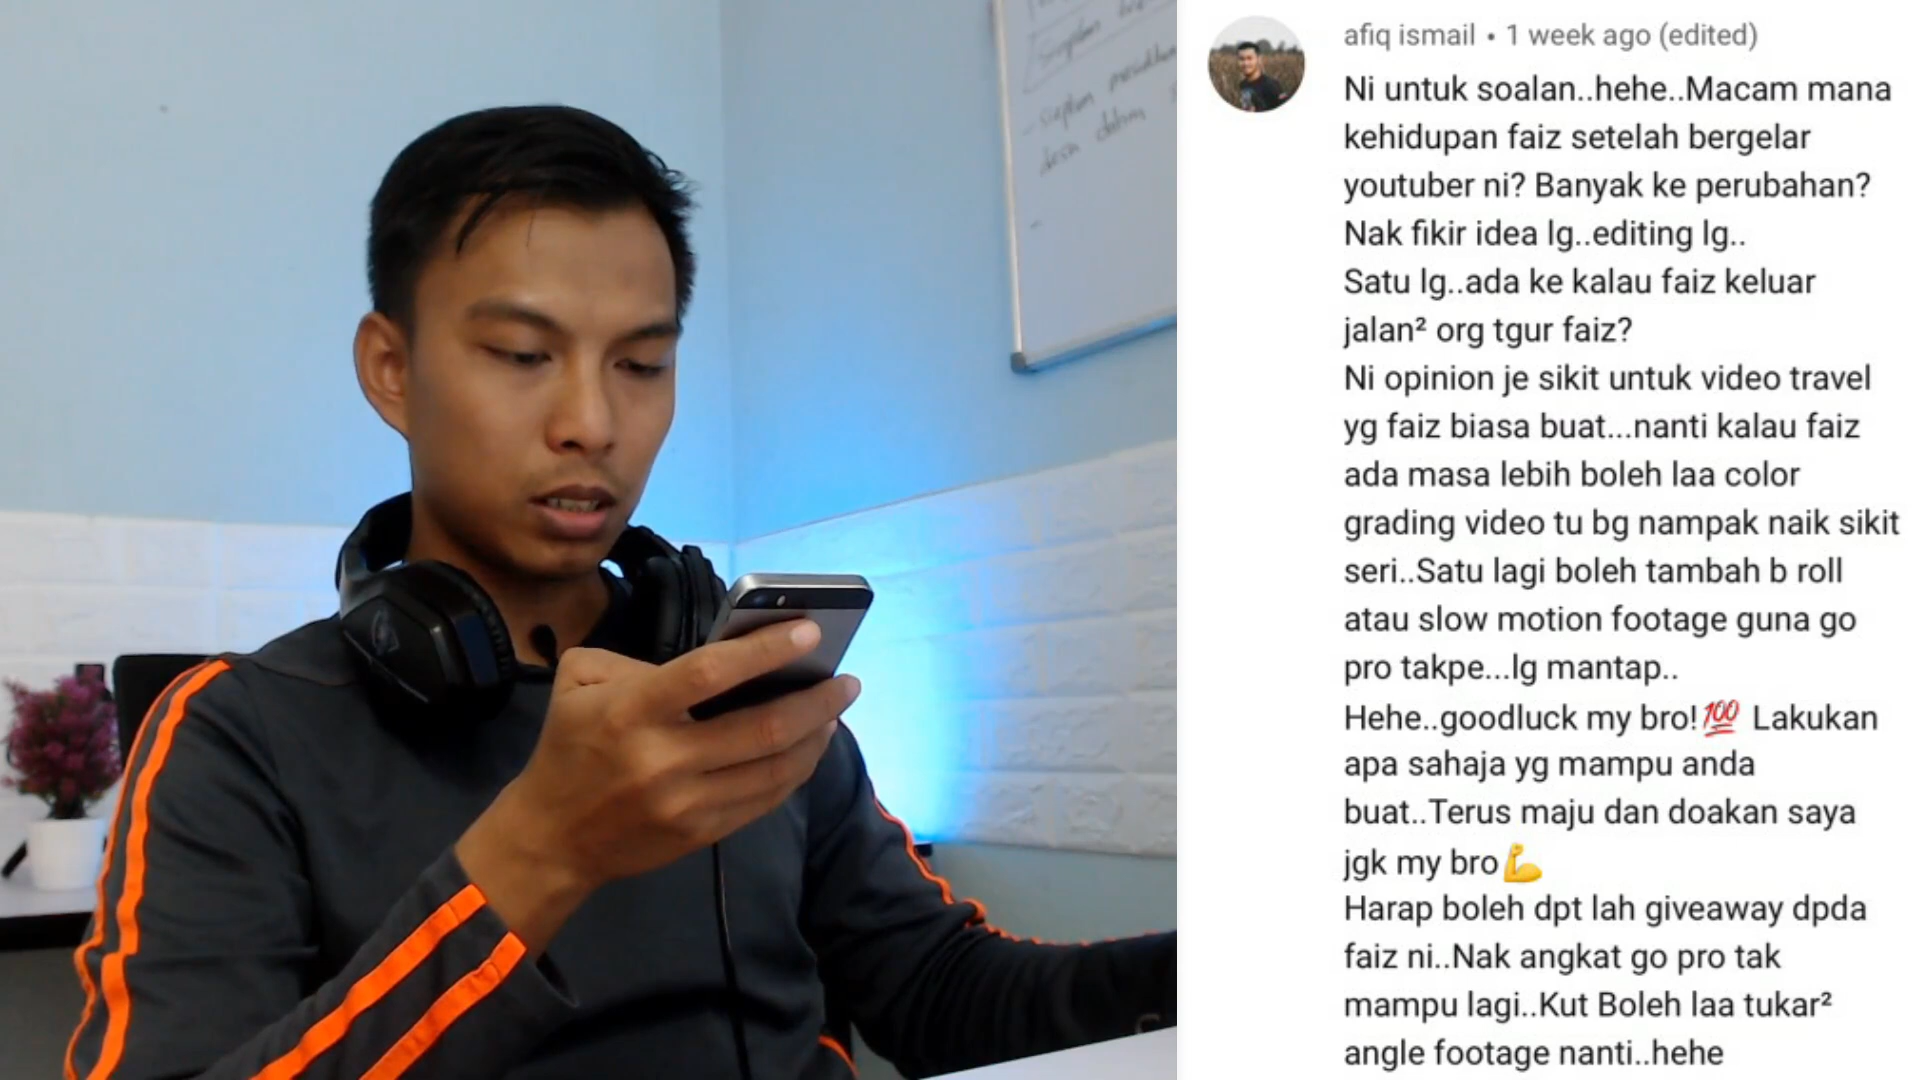 afiq ismail • 1 week ago (edited)
Ni untuk soalan..hehe..Macam mana
kehidupan faiz setelah bergelar
youtuber ni? Banyak ke perubahan?
Nak fikir idea lg..editing lg..
Satu lg..ada ke kalau faiz keluar
jalan² org tgur faiz?
Ni opinion je sikit untuk video travel
yg faiz biasa buat...nanti kalau faiz
ada masa lebih boleh laa color
grading video tu bg nampak naik sikit
seri..Satu lagi boleh tambah b roll
atau slow motion footage guna go
pro takpe...lg mantap..
Hehe..goodluck my bro!💯 Lakukan
apa sahaja yg mampu anda
buat..Terus maju dan doakan saya
jgk my bro💪
Harap boleh dpt lah giveaway dpda
faiz ni..Nak angkat go pro tak
mampu lagi..Kut Boleh laa tukar²
angle footage nanti..hehe